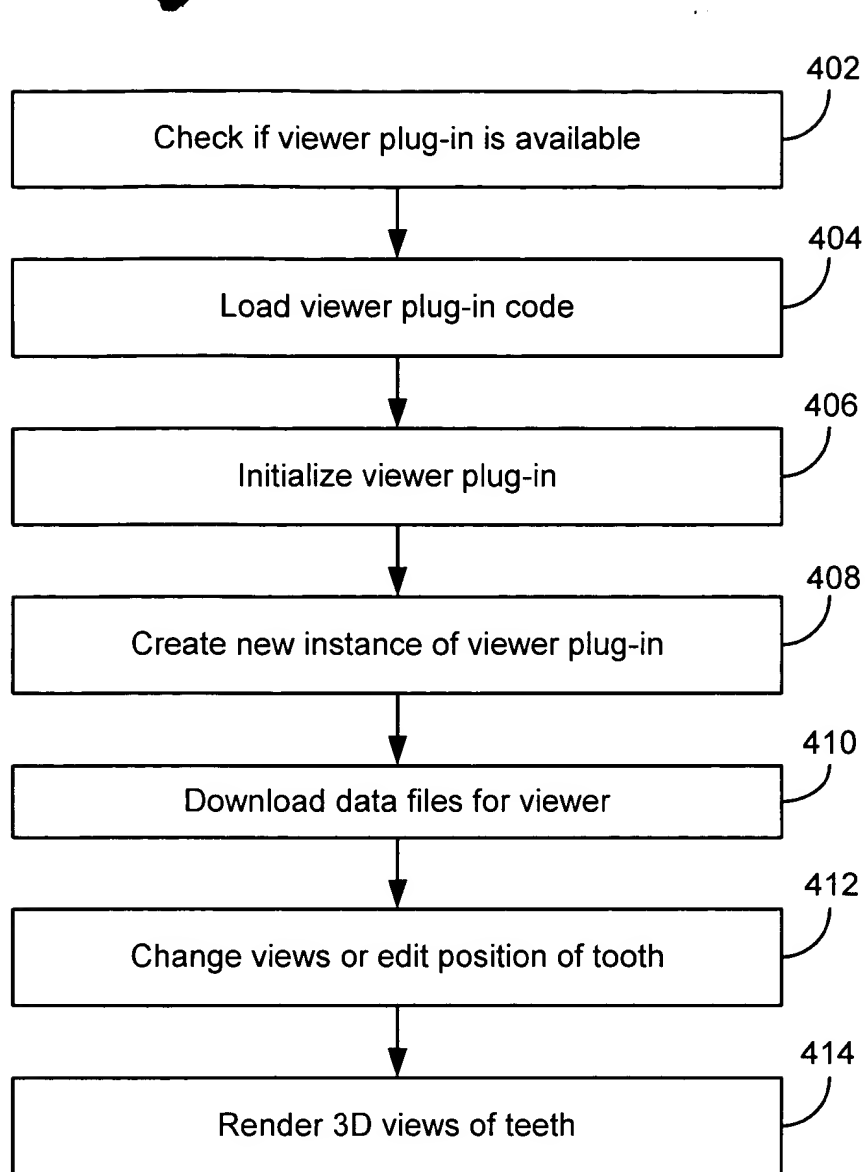 402
Check if viewer plug-in is available
404
Load viewer plug-in code
406
Initialize viewer plug-in
408
Create new instance of viewer plug-in
410
Download data files for viewer
412
Change views or edit position of tooth
414
Render 3D views of teeth